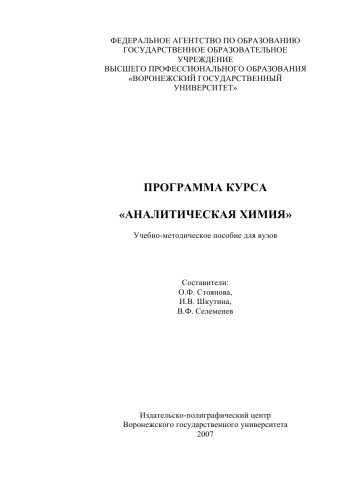 ФЕДЕРАЛЬНОЕ АГЕНТСТВО ПО ОБРАЗОВАНИЮ
ГОСУДАРСТВЕННОЕ ОБРАЗОВАТЕЛЬНОЕ
УЧРЕЖДЕНИЕ
ВЫСШЕГО ПРОФЕССИОНАЛЬНОГО ОБРАЗОВАНИЯ
«ВОРОНЕЖСКИЙ ГОСУДАРСТВЕННЫЙ
УНИВЕРСИТЕТ»
ПРОГРАММА КУРСА
«АНАЛИТИЧЕСКАЯ ХИМИЯ»
Учебно-методическое пособие для вузов
Составители:
О.Ф. Стоянова,
И.В. Шкутина,
В.Ф. Селеменев
Издательско-полиграфический центр
Воронежского государственного университета
2007